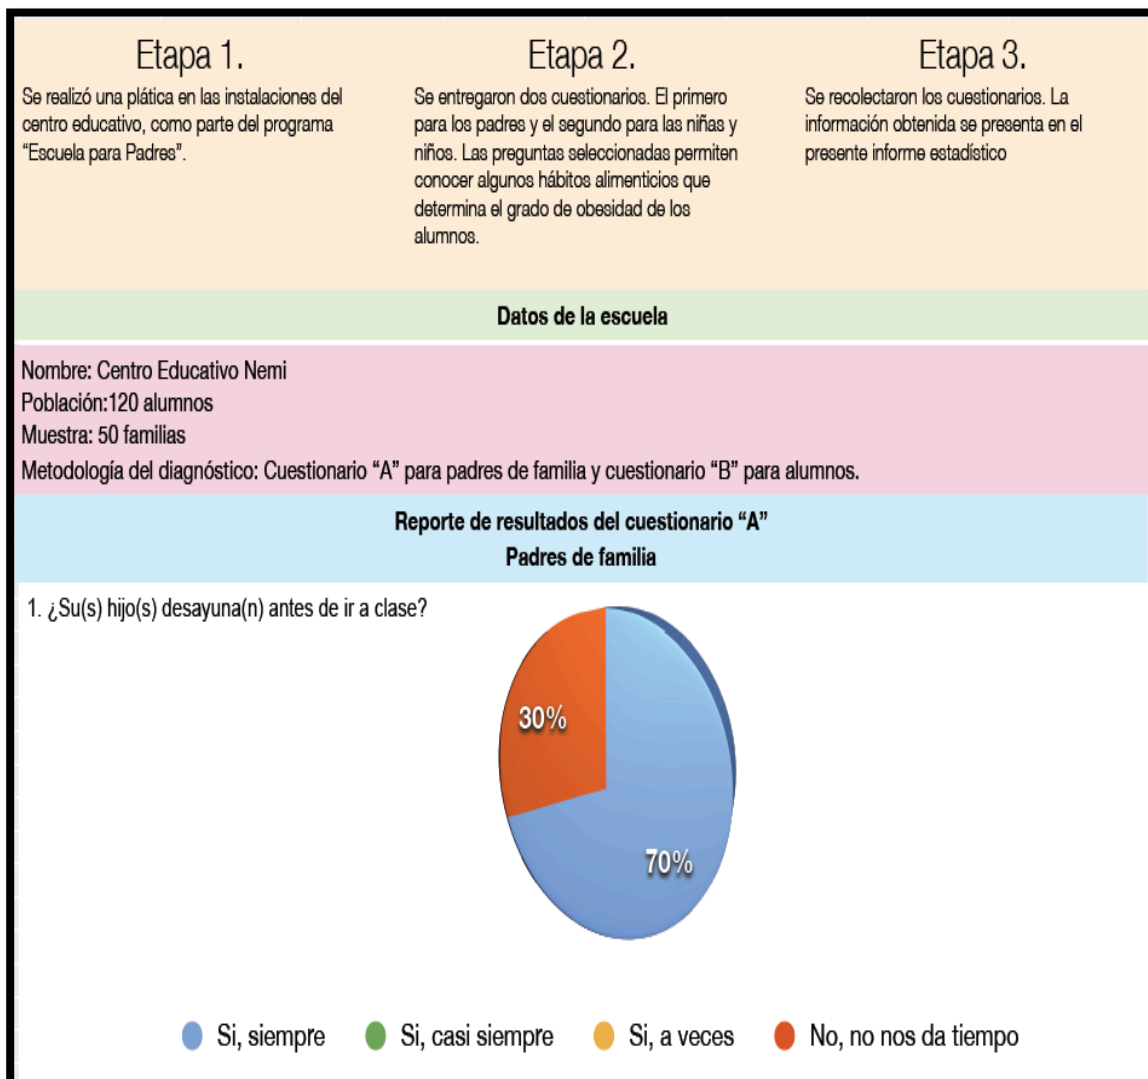 Etapa 1.
Se realizó una plática en las instalaciones del
centro educativo, como parte del programa
“Escuela para Padres”.
Etapa 2.
Se entregaron dos cuestionarios. El primero
para los padres y el segundo para las niñas y
niños. Las preguntas seleccionadas permiten
conocer algunos hábitos alimenticios que
determina el grado de obesidad de los
alumnos.
Etapa 3.
Se recolectaron los cuestionarios. La
información obtenida se presenta en el
presente informe estadístico
Datos de la escuela
Nombre: Centro Educativo Nemi
Población:120 alumnos
Muestra: 50 familias
Metodología del diagnóstico: Cuestionario “A” para padres de familia y cuestionario “B” para alumnos.
Reporte de resultados del cuestionario “A”
Padres de familia
1. ¿Su(s) hijo(s) desayuna(n) antes de ir a clase?
30%
70%
Si, siempre
Si, casi siempre
Si, a veces
No, no nos da tiempo